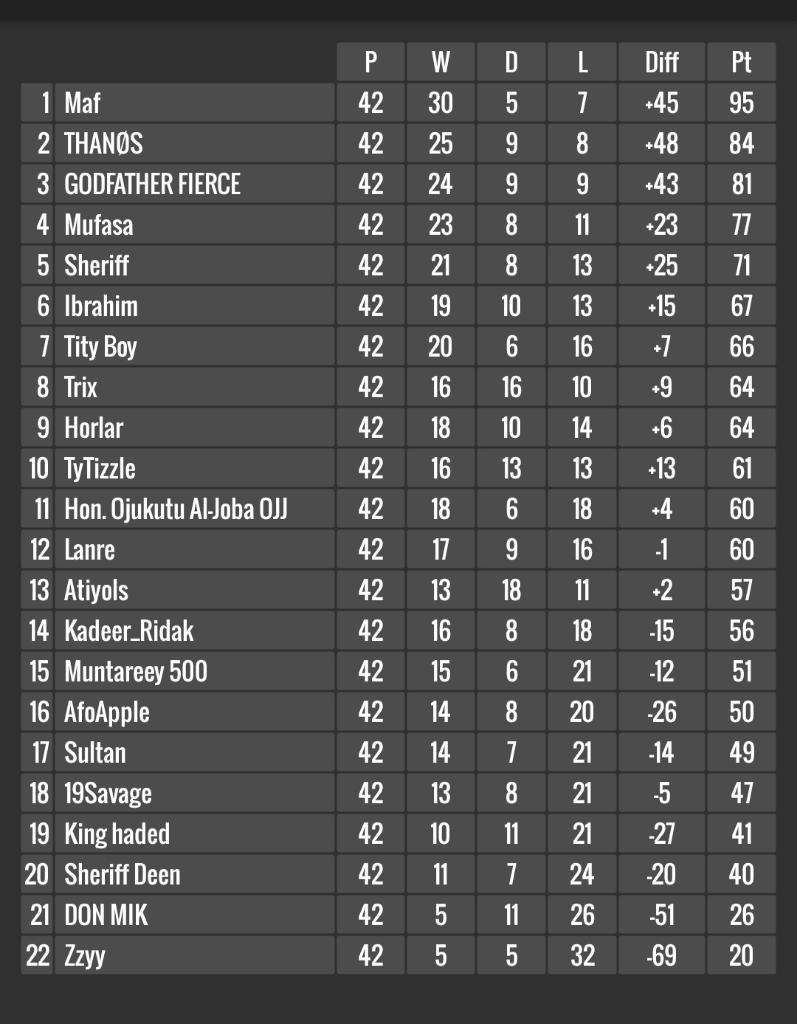 P W D L Diff Pt
1 Maf 42 30 5 7 +45 95
2 THANØS 42 25 9 8 +48 84
3 GODFATHER FIERCE 42 24 9 9 +43 81
4 Mufasa 42 23 8 11 +23 77
5 Sheriff 42 21 8 13 +25 71
6 Ibrahim 42 19 10 13 +15 67
7 Tity Boy 42 20 6 16 +7 66
8 Trix 42 16 16 10 +9 64
9 Horlar 42 18 10 14 +6 64
10 TyTizzle 42 16 13 13 +13 61
11 Hon. Ojukutu Al-Joba OJJ 42 18 6 18 +4 60
12 Lanre 42 17 9 16 -1 60
13 Atiyols 42 13 18 11 +2 57
14 Kadeer_Ridak 42 16 8 18 -15 56
15 Muntareey 500 42 15 6 21 -12 51
16 AfoApple 42 14 8 20 -26 50
17 Sultan 42 14 7 21 -14 49
18 19Savage 42 13 8 21 -5 47
19 King haded 42 10 11 21 -27 41
20 Sheriff Deen 42 11 7 24 -20 40
21 DON MIK 42 5 11 26 -51 26
22 Zzyy 42 5 5 32 -69 20